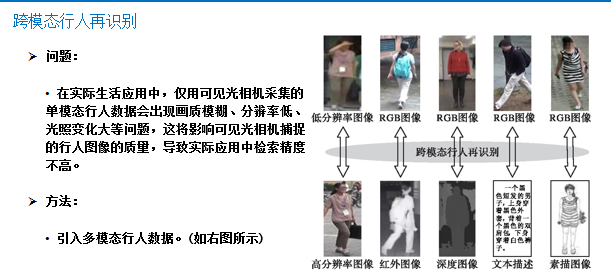 跨模态行人再识别
问题：
在实际生活应用中，仅用可见光相机采集的
单模态行人数据会出现画质模糊、分辨率低、
光照变化大等问题，这将影响可见光相机捕捉
的行人图像的质量，导致实际应用中检索精度
不高。
方法：
引入多模态行人数据。(如右图所示)
低分辨率图像 RGB图像 RGB图像 RGB图像 RGB图像
跨模态行人再识别
一个黑
色短发的男
子，上身穿
着黑色外
套，背着一
个黑色的双
肩包，下身
穿着白色裤
子。
高分辨率图像 红外图像 深度图像 文本描述 素描图像